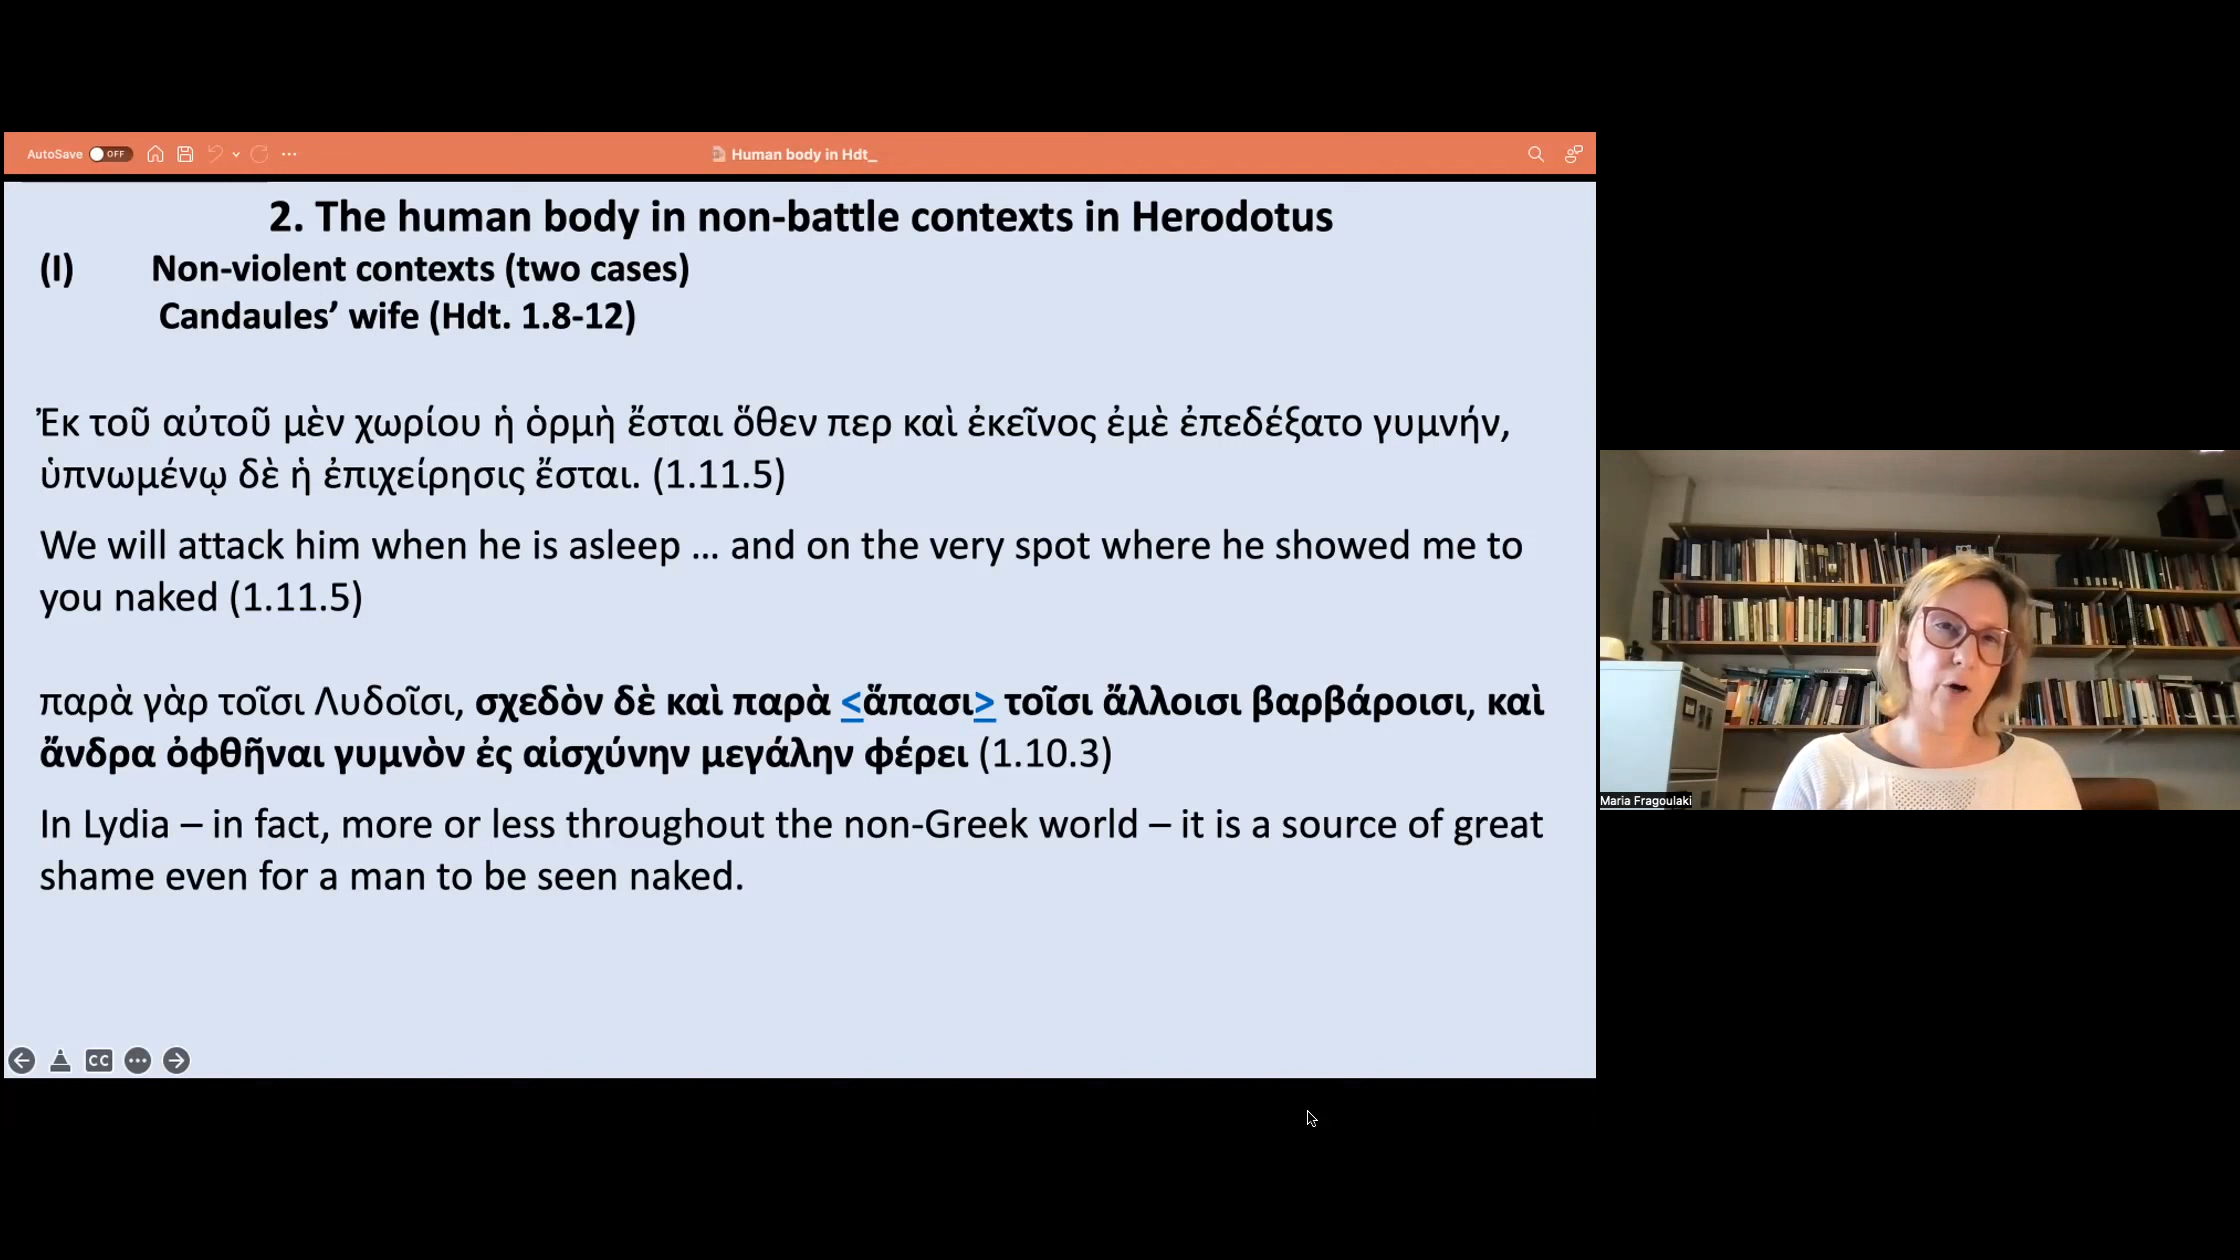 AutoSave OFF
Human body in Hdt_
2. The human body in non-battle contexts in Herodotus
(I) Non-violent contexts (two cases)
Candaules’ wife (Hdt. 1.8-12)
Ἐκ τοῦ αὐτοῦ μὲν χωρίου ἡ ὁρμὴ ἔσται ὅθεν περ καὶ ἐκεῖνος ἐμὲ ἐπεδέξατο γυμνήν,
ὑπνωμένῳ δὲ ἡ ἐπιχείρησις ἔσται. (1.11.5)
We will attack him when he is asleep ... and on the very spot where he showed me to
you naked (1.11.5)
παρὰ γὰρ τοῖσι Λυδοῖσι, σχεδὸν δὲ καὶ παρὰ <ἅπασι> τοῖσι ἄλλοισι βαρβάροισι, καὶ
ἄνδρα ὀφθῆναι γυμνὸν ἐς αἰσχύνην μεγάλην φέρει (1.10.3)
In Lydia – in fact, more or less throughout the non-Greek world – it is a source of great
shame even for a man to be seen naked.
CC
Maria Fragoulaki